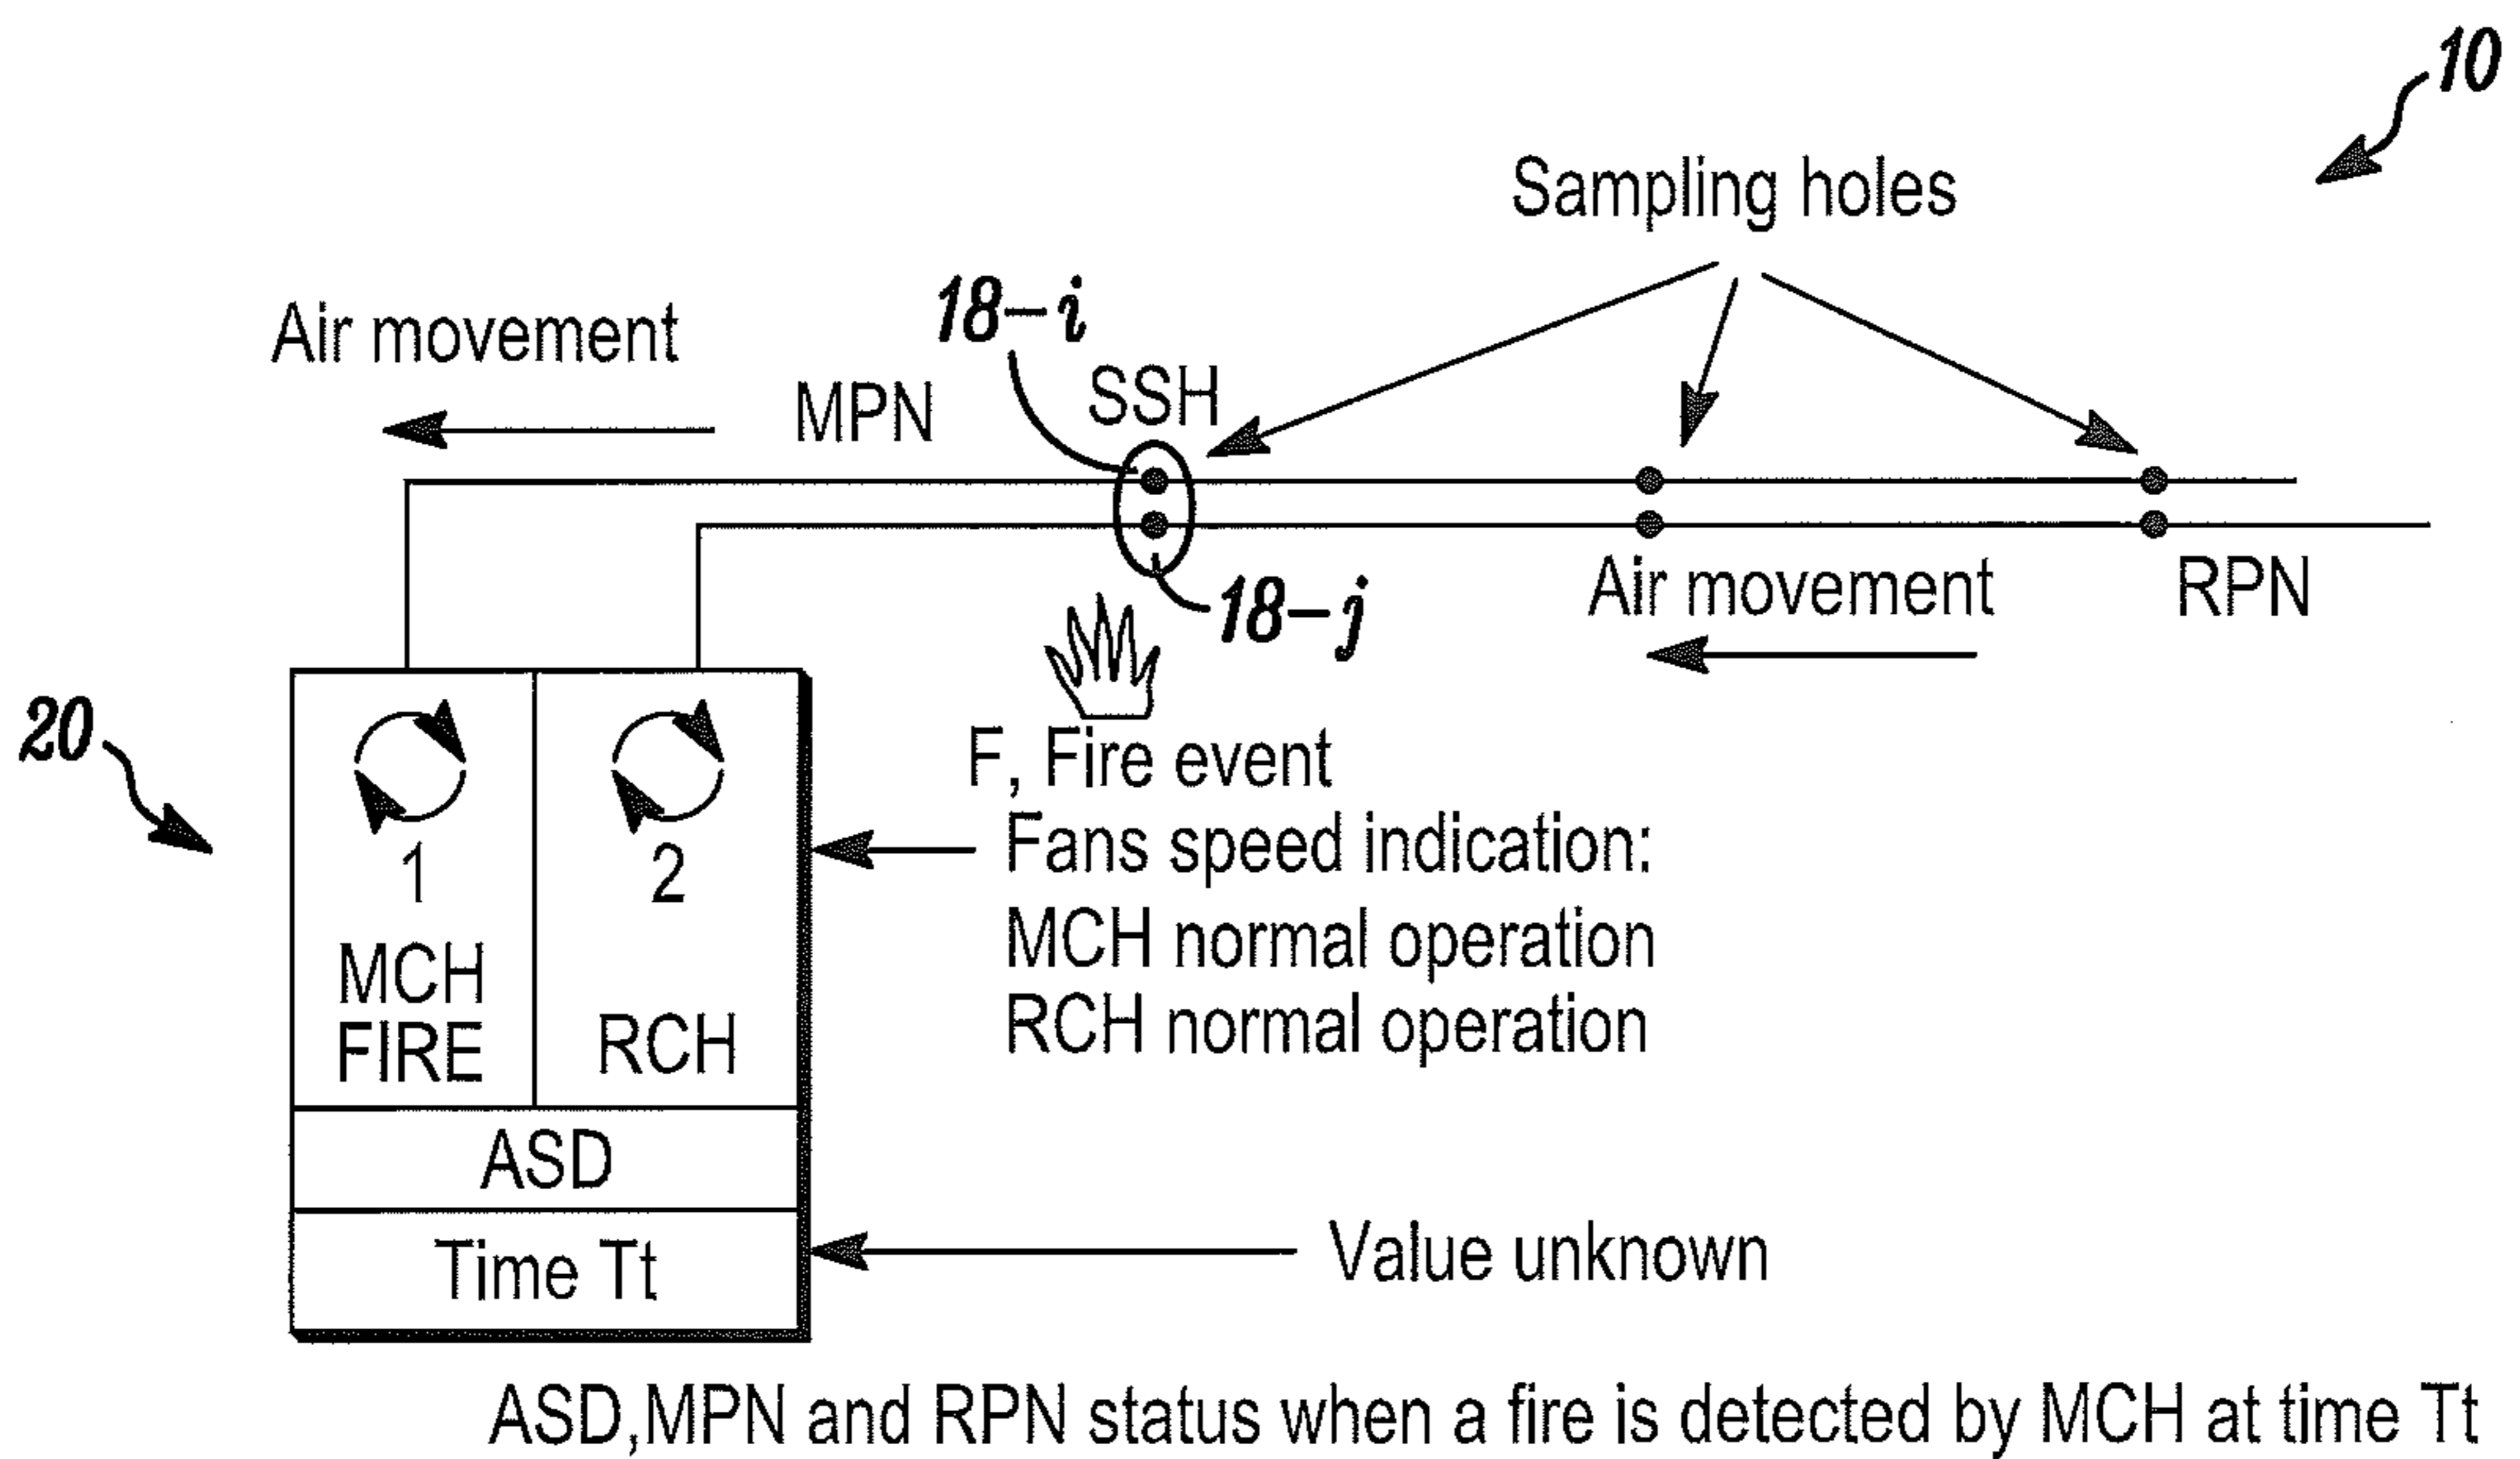 10
Sampling holes
18-i
Air movement
SSH
MPN
Air movement
RPN
18-j
20
F, Fire event
Fans speed indication:
1
2
MCH normal operation
MCH
FIRE
RCH
RCH normal operation
ASD
Time Tt
Value unknown
ASD,MPN and RPN status when a fire is detected by MCH at time Tt